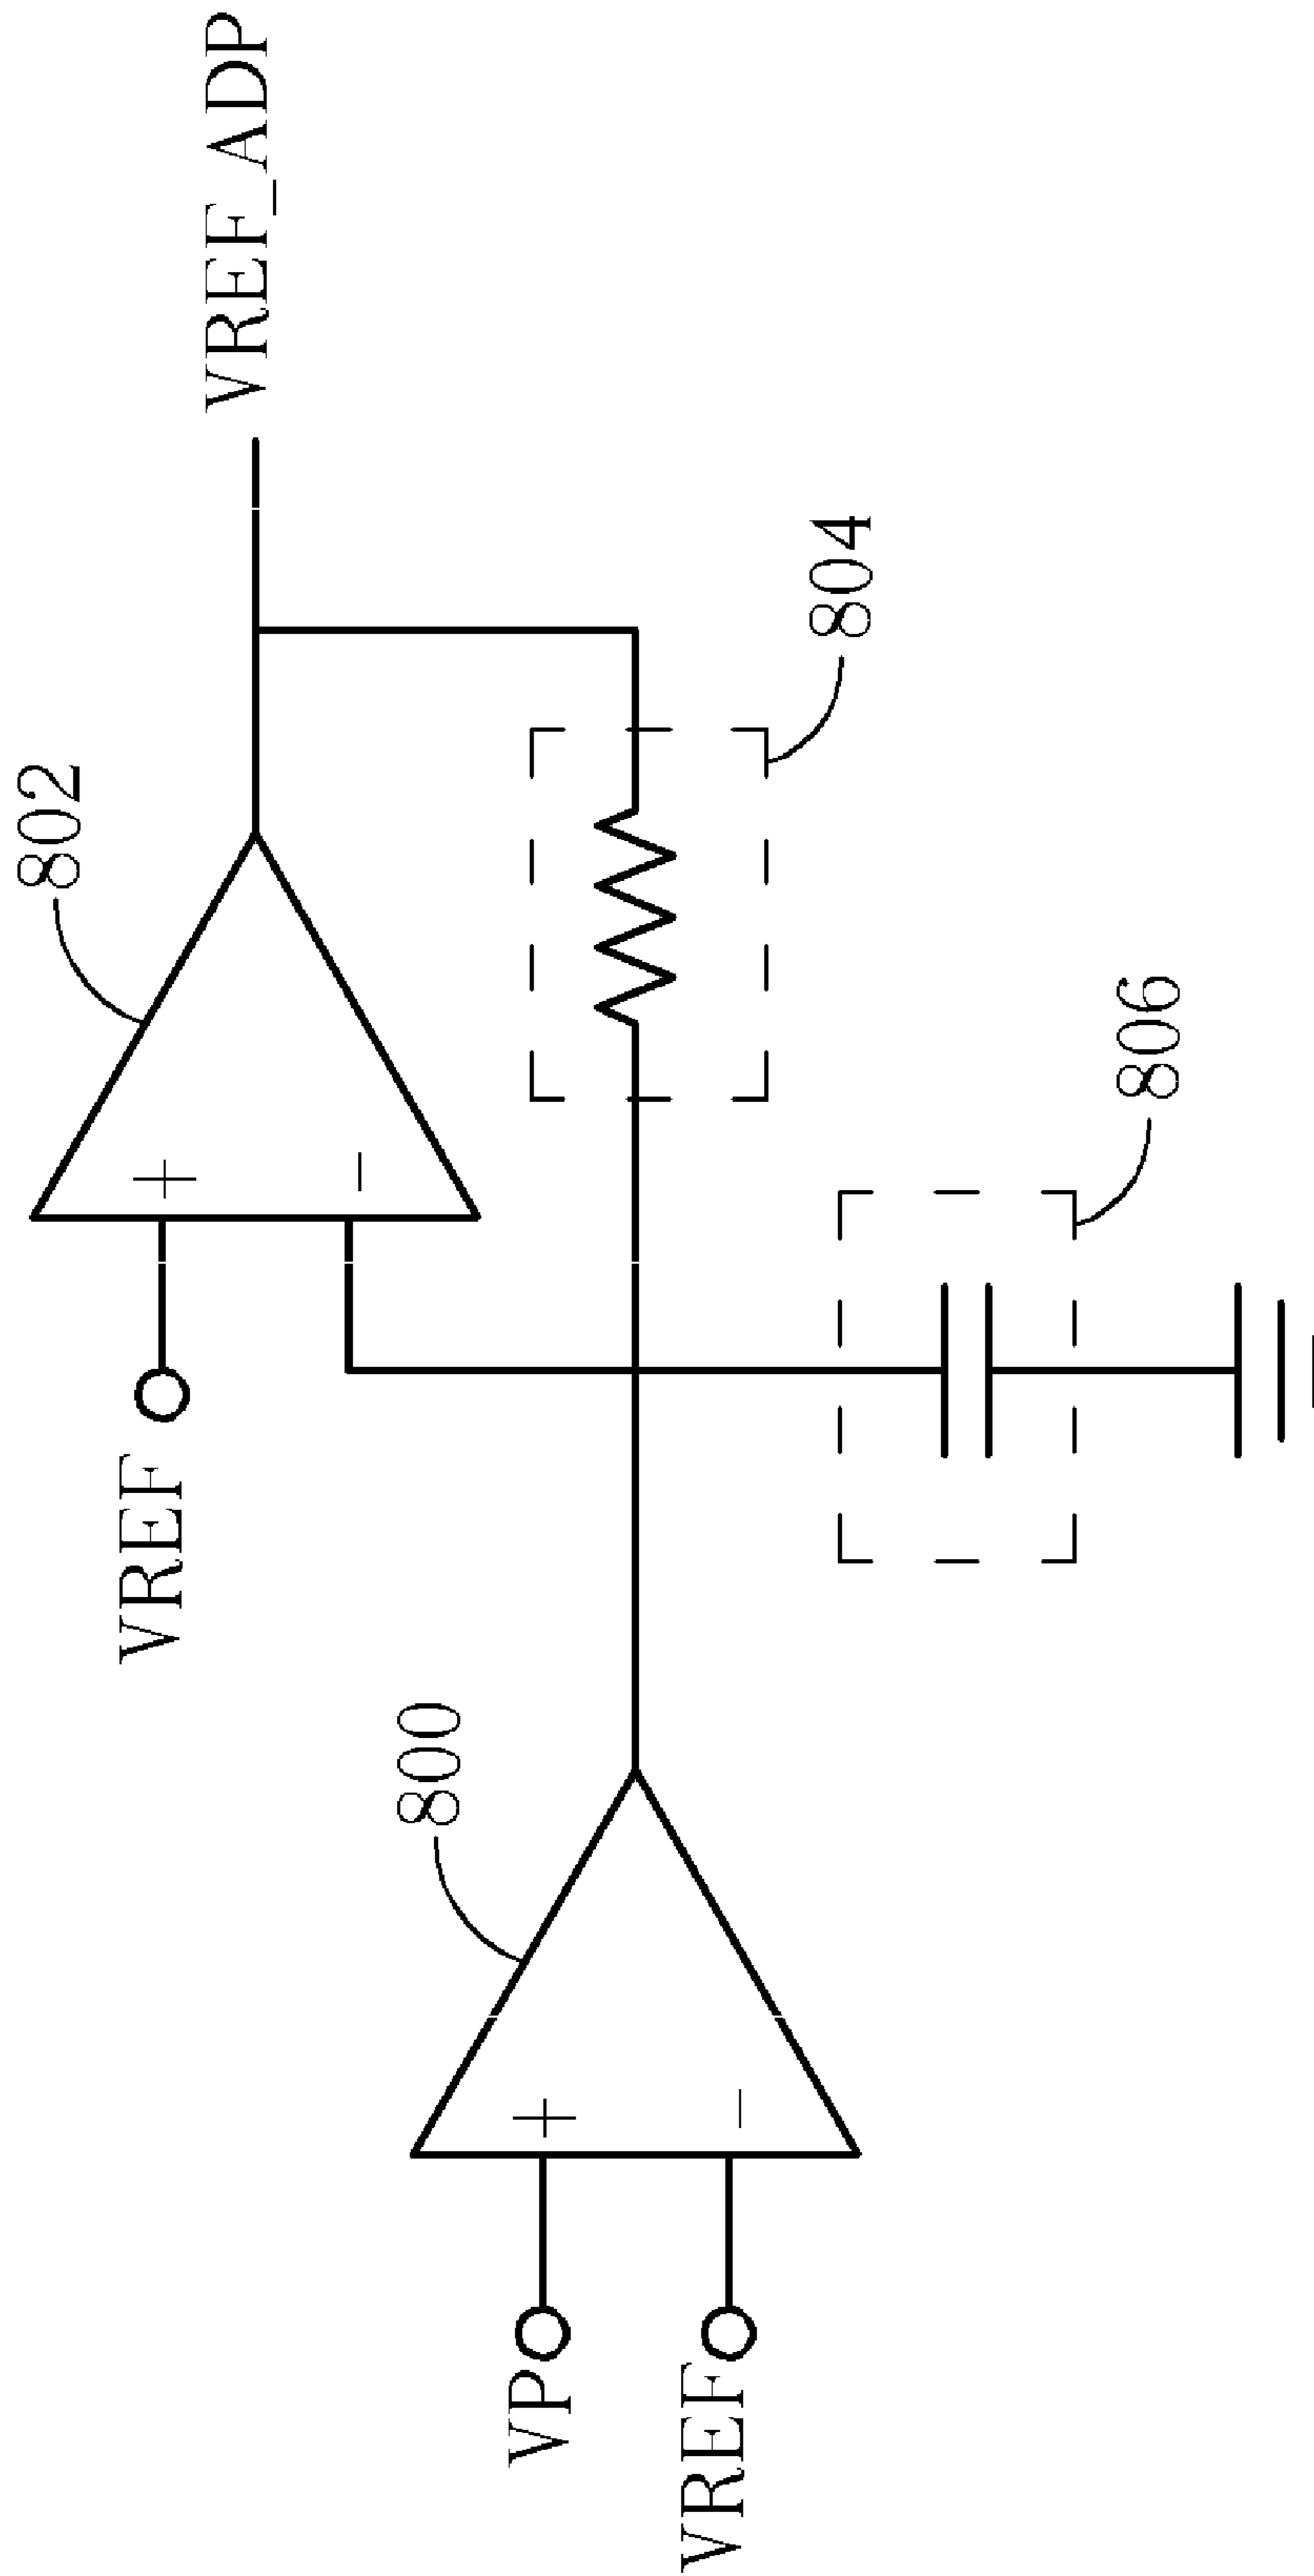 802
VREF
+
-
VREF_ADP
800
VP
+
VREF
-
804
806